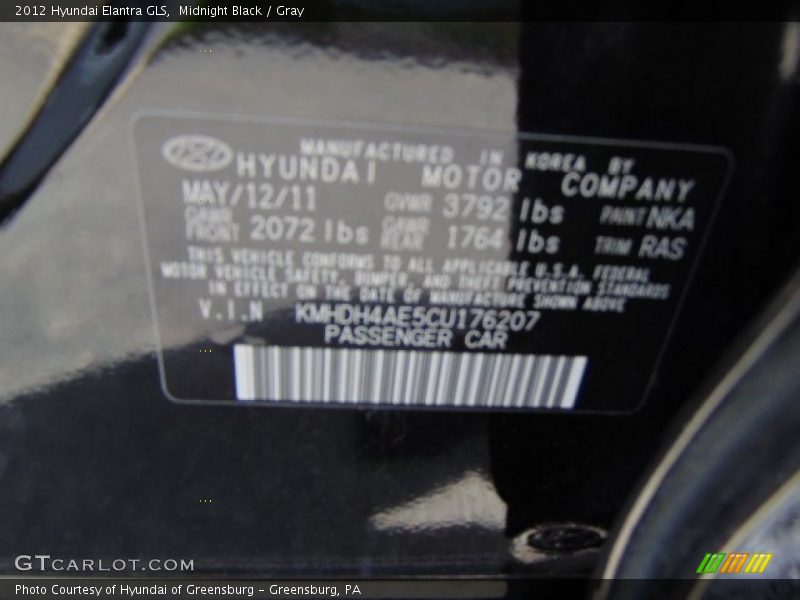 2012 Hyundai Elantra GLS, Midnight Black / Gray
MANUFACTURED IN KOREA BY
HYUNDAI MOTOR COMPANY
MAY/12/11 GVWR 3792 lbs PAINT NKA
GAWR FRONT 2072 lbs GAWR REAR 1764 lbs TRIM RAS
THIS VEHICLE CONFORMS TO ALL APPLICABLE U.S.A. FEDERAL
MOTOR VEHICLE SAFETY, BUMPER, AND THEFT PREVENTION STANDARDS
IN EFFECT ON THE DATE OF MANUFACTURE SHOWN ABOVE
V.I.N KMHDH4AE5CU176207
PASSENGER CAR
GTCARLOT.COM
Photo Courtesy of Hyundai of Greensburg - Greensburg, PA